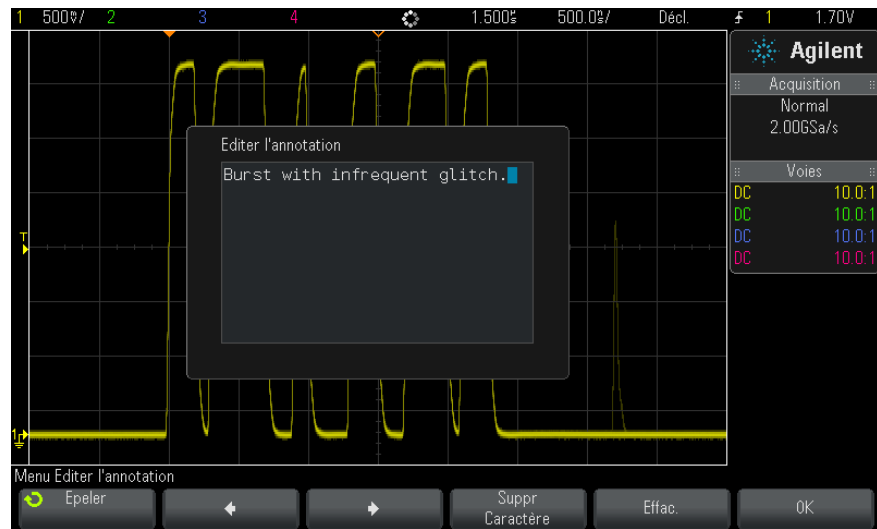 1 500㎷/ 2 3 4 1.500s 500.0s/ Décl. 1 1.70V
Agilent
Acquisition
Normal
2.00GSa/s
Voies
DC 10.0:1
DC 10.0:1
DC 10.0:1
DC 10.0:1
Editer l'annotation
Burst with infrequent glitch.
T
1
Menu Editer l'annotation
Epeler
Suppr
Caractère
Effac.
OK